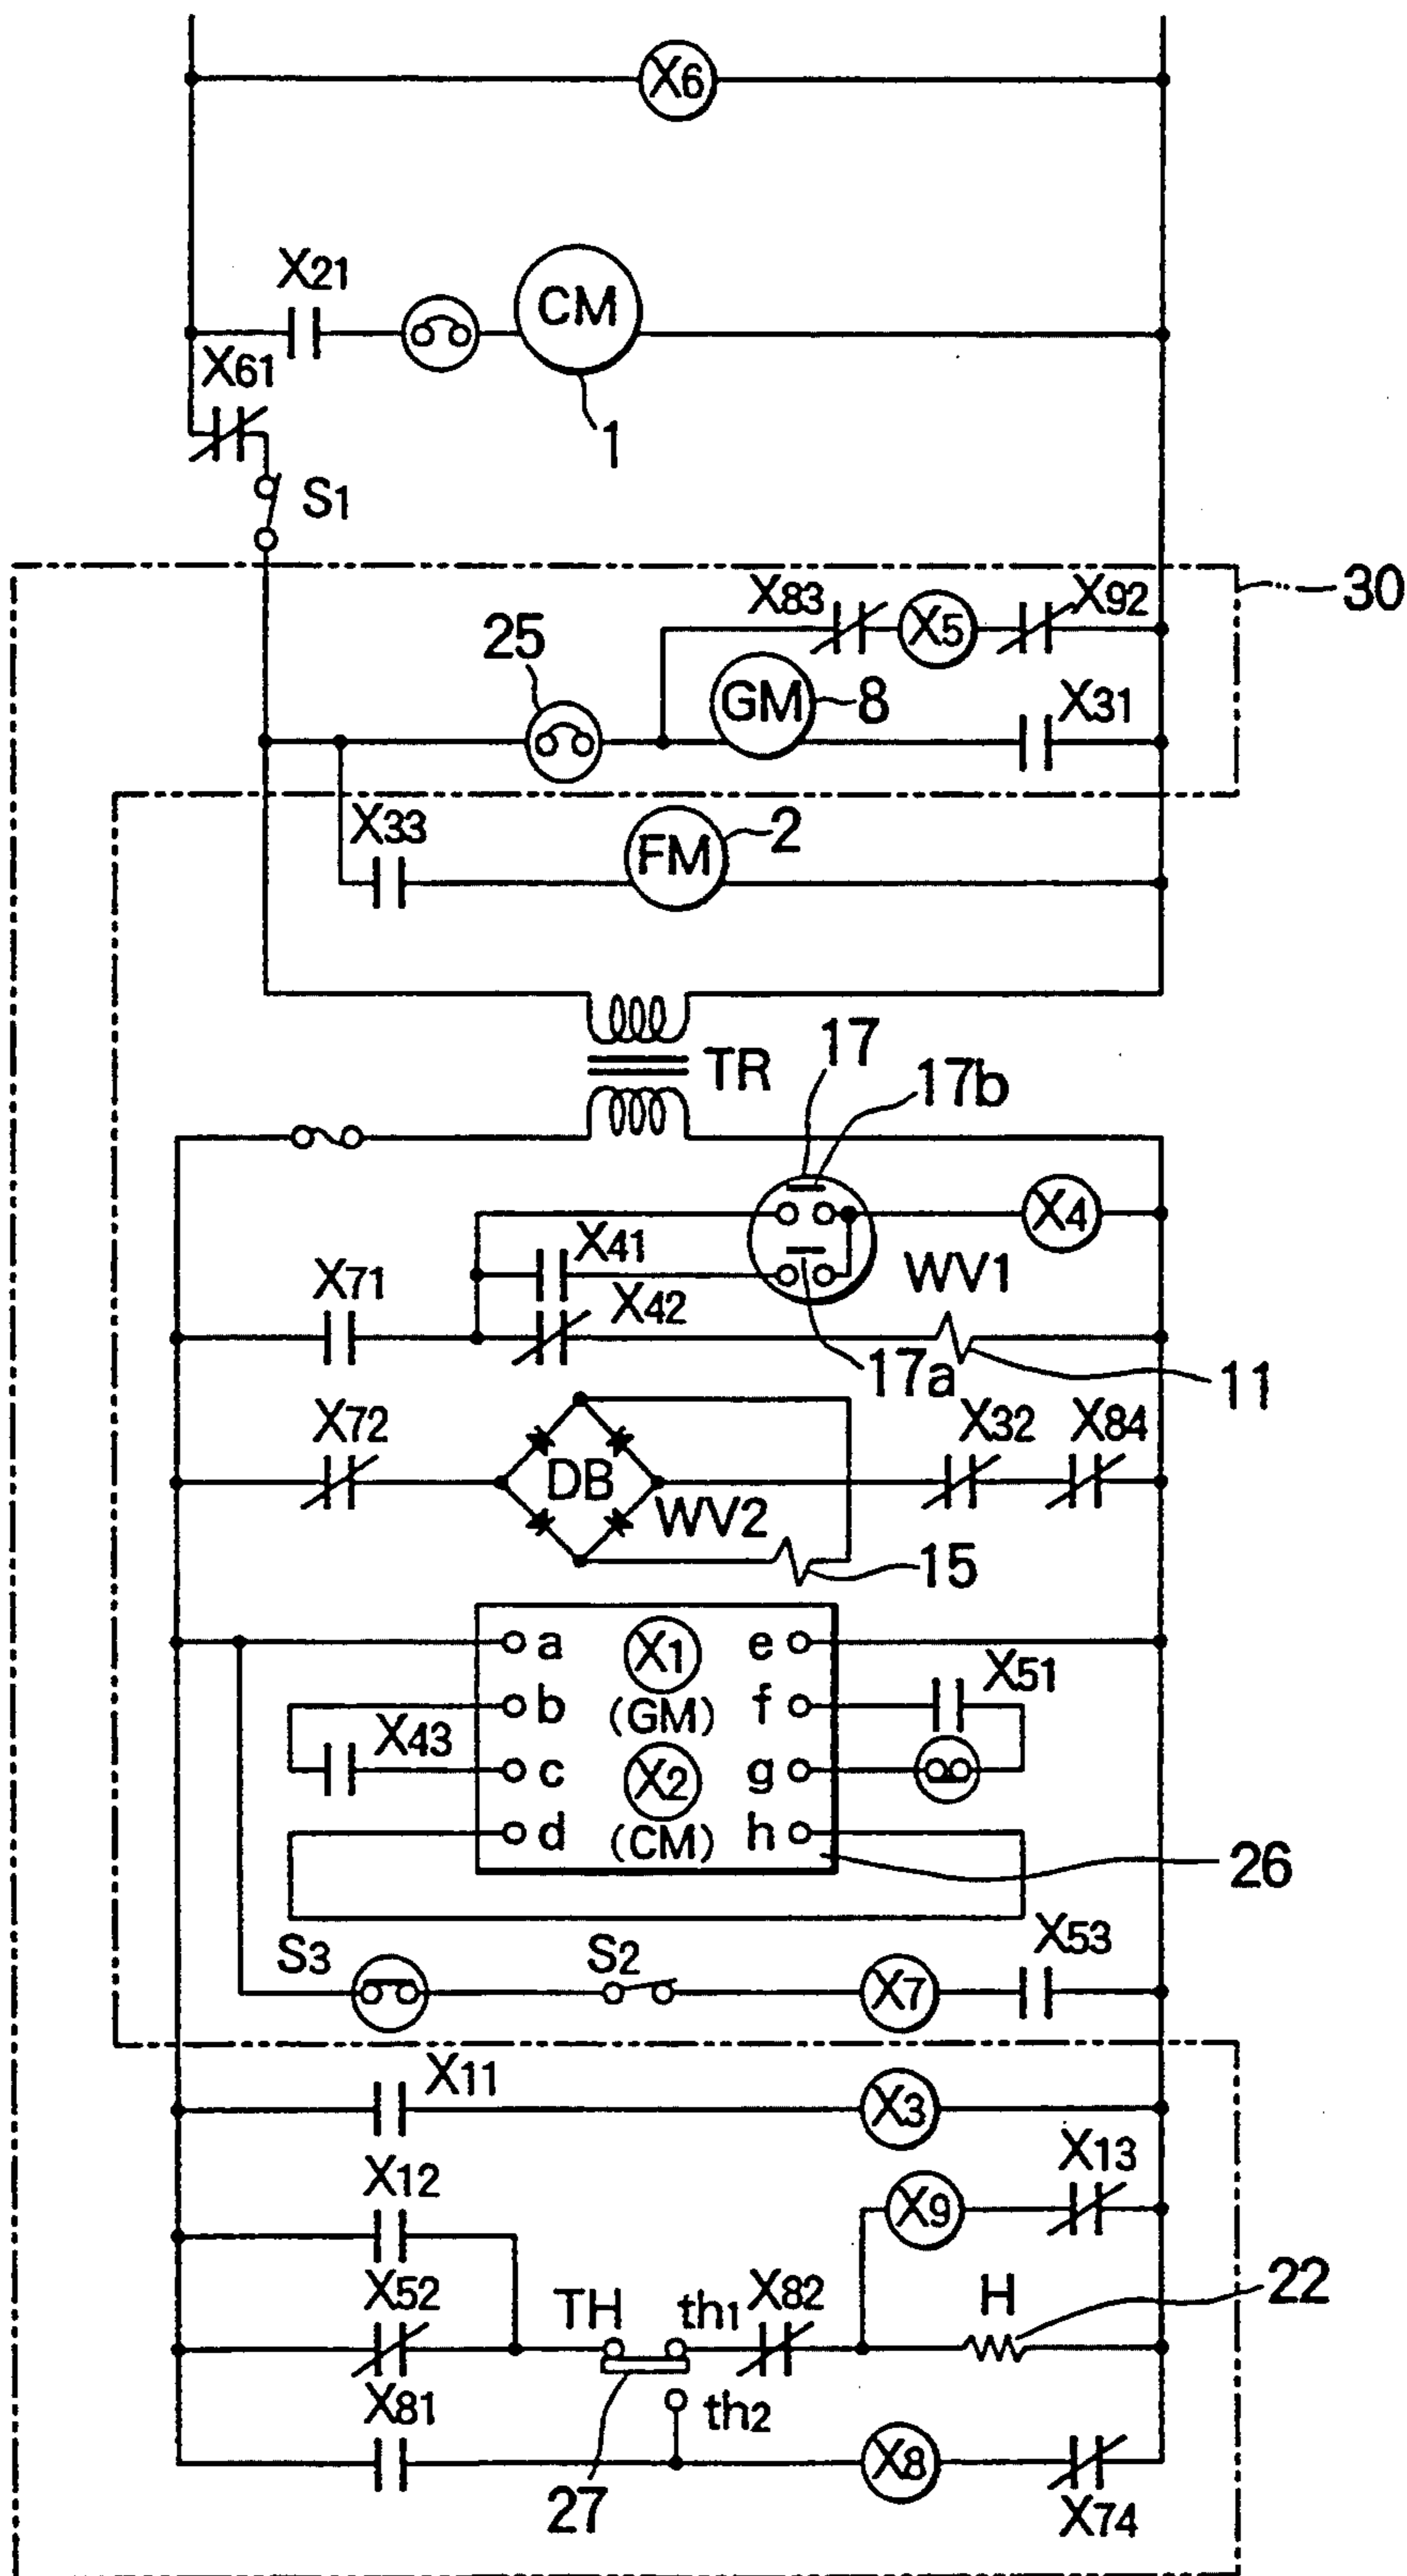 X6
X21
CM
X61
1
S1
30
X83
X5
X92
25
GM
8
X31
X33
FM
2
TR
17
17b
X4
X41
WV1
X71
X42
17a
11
X72
X32
X84
DB
WV2
15
a X1 e
X51
b (GM) f
X43
c X2 g
d (CM) h
26
X53
S3
S2
X7
X11
X3
X13
X12
X9
X52
TH
th1
X82
H
22
X81
th2
X8
27
X74